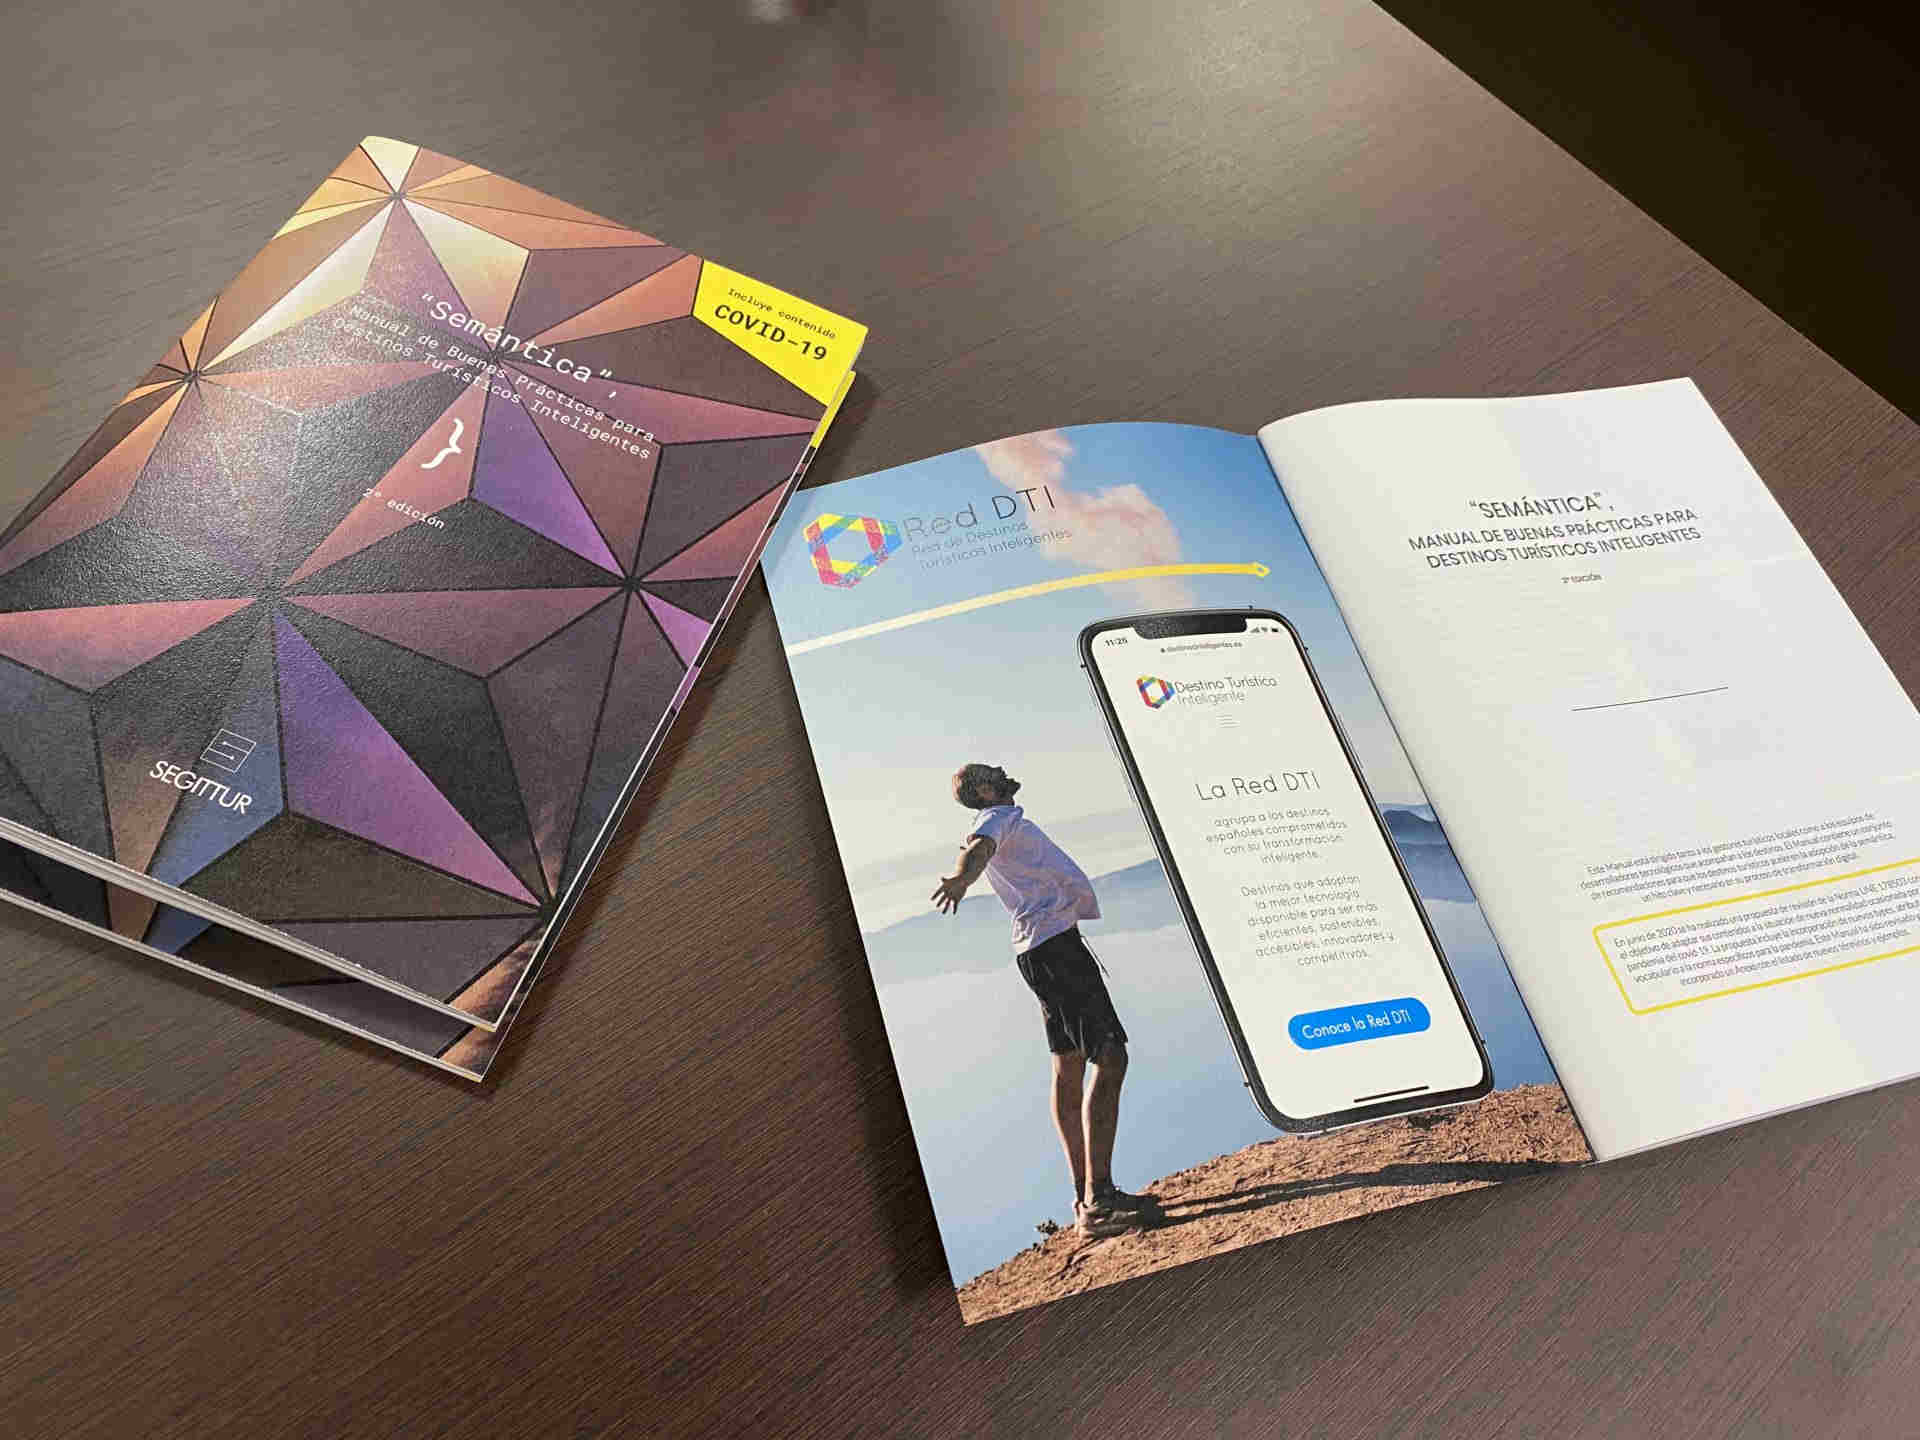 Incluye contenido
COVID-19
“Semántica”,
Manual de Buenas Prácticas para
Destinos Turísticos Inteligentes
}
2ª edición
SEGITTUR
Red DTI
Red de Destinos
Turísticos Inteligentes
11:26
destinosinteligentes.es
Destino Turístico
Inteligente
La Red DTI
agrupa a los destinos
españoles comprometidos
con su transformación
inteligente.
Destinos que adoptan
la mejor tecnología
disponible para ser más
eficientes, sostenibles,
accesibles, innovadores y
competitivos.
Conoce la Red DTI
“SEMÁNTICA”,
MANUAL DE BUENAS PRÁCTICAS PARA
DESTINOS TURÍSTICOS INTELIGENTES
2ª EDICIÓN
Este Manual está dirigido tanto a los gestores turísticos locales como a los equipos de
desarrolladores tecnológicos que acompañan a los destinos. El Manual contiene un conjunto
de recomendaciones para que los destinos turísticos guíen en la adopción de la semántica,
un hito clave y necesario en su proceso de transformación digital.
En junio de 2020 se ha realizado una propuesta de revisión de la Norma UNE 178503 con
el objetivo de adaptar sus contenidos a la situación de nueva normalidad ocasionada por
pandemia del covid-19. La propuesta incluye la incorporación de nuevos tipos,
vocabulario a la norma específicos para la pandemia. Este Manual ha sido revisado
incorporado un Anexo con el listado de nuevos términos y ejemplos.